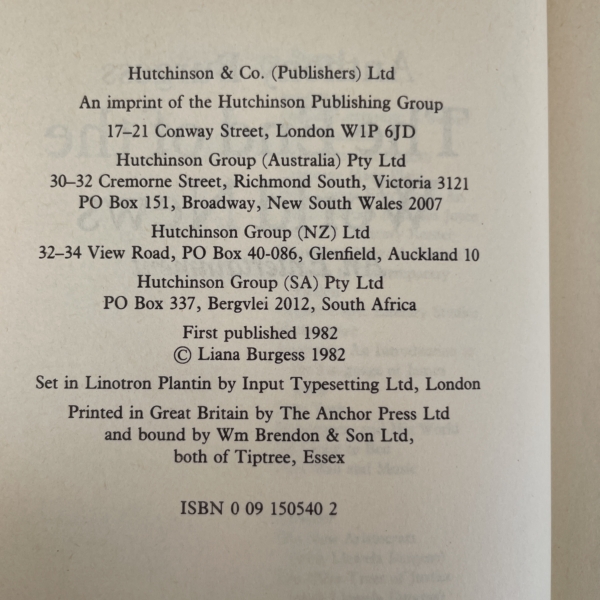 Hutchinson & Co. (Publishers) Ltd
An imprint of the Hutchinson Publishing Group
17–21 Conway Street, London W1P 6JD
Hutchinson Group (Australia) Pty Ltd
30–32 Cremorne Street, Richmond South, Victoria 3121
PO Box 151, Broadway, New South Wales 2007
Hutchinson Group (NZ) Ltd
32–34 View Road, PO Box 40-086, Glenfield, Auckland 10
Hutchinson Group (SA) Pty Ltd
PO Box 337, Bergvlei 2012, South Africa
First published 1982
© Liana Burgess 1982
Set in Linotron Plantin by Input Typesetting Ltd, London
Printed in Great Britain by The Anchor Press Ltd
and bound by Wm Brendon & Son Ltd,
both of Tiptree, Essex
ISBN 0 09 150540 2